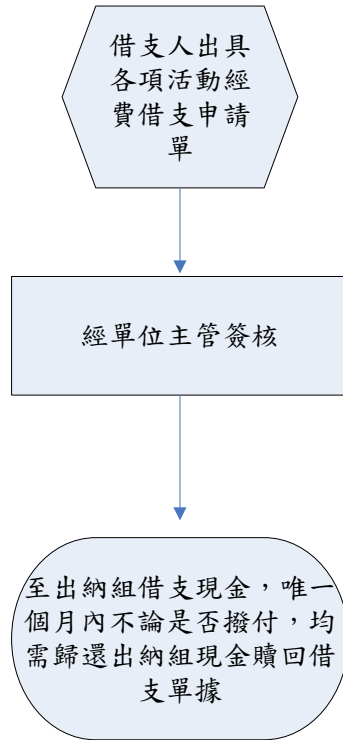 借支人出具
各項活動經
費借支申請
單
經單位主管簽核
至出納組借支現金，唯一
個月內不論是否撥付，均
需歸還出納組現金贖回借
支單據